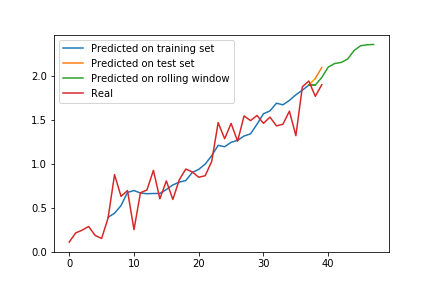 Predicted on training set
Predicted on test set
Predicted on rolling window
Real
2.0
1.5
1.0
0.5
0.0
0 10 20 30 40